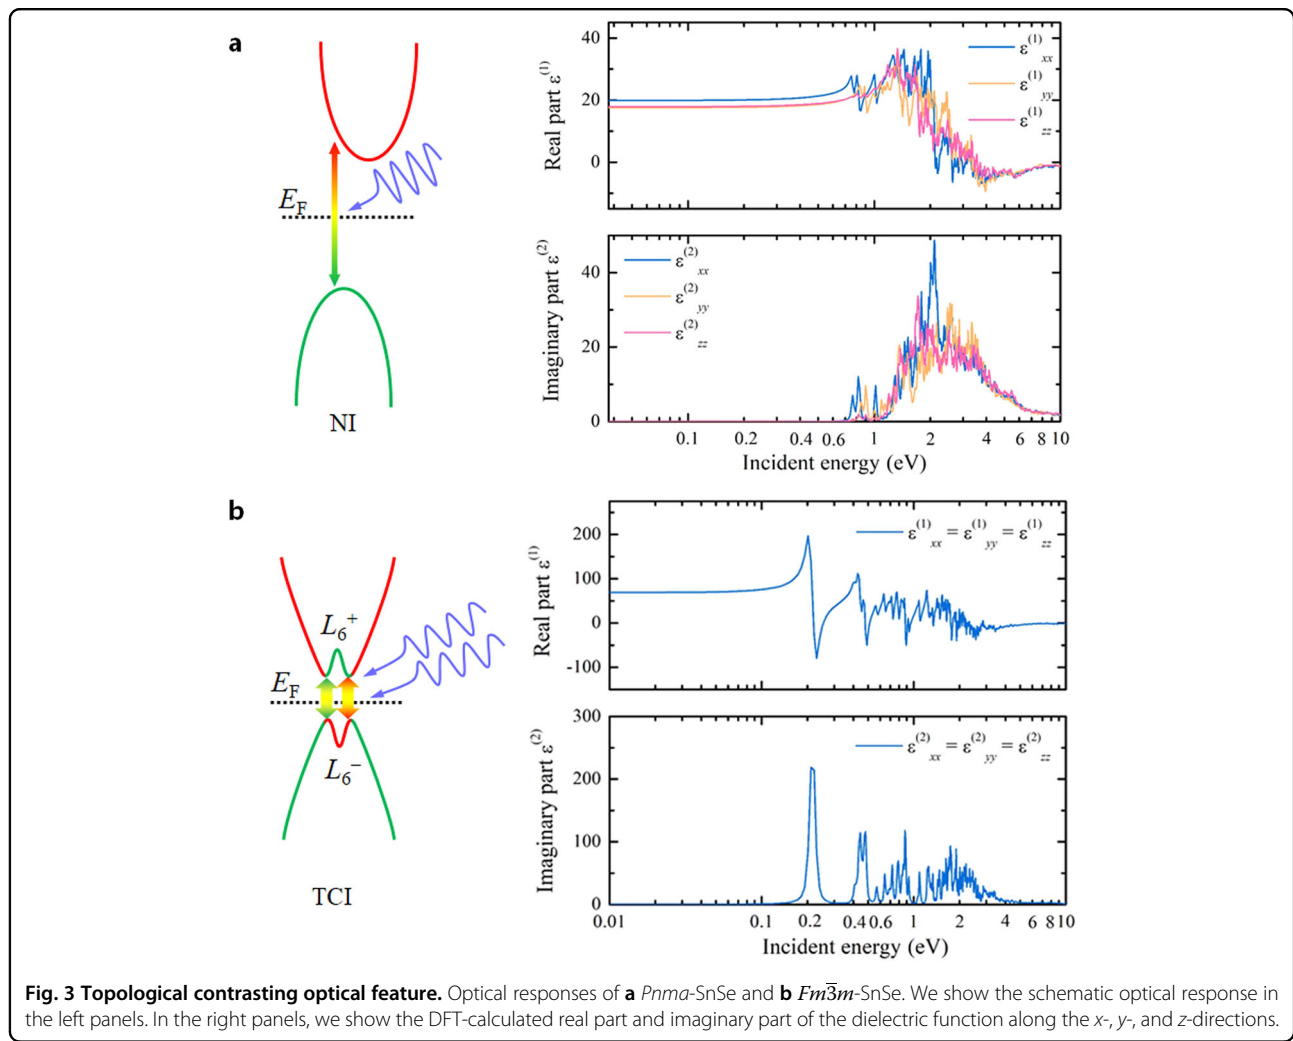 a
E_F
NI
40
20
0
Real part ε^(1)
ε^(1)_xx
ε^(1)_yy
ε^(1)_zz
40
20
0
Imaginary part ε^(2)
ε^(2)_xx
ε^(2)_yy
ε^(2)_zz
0.1 0.2 0.4 0.6 1 2 4 6 8 10
Incident energy (eV)
b
L_6^+
E_F
L_6^−
TCI
200
100
0
-100
Real part ε^(1)
ε^(1)_xx = ε^(1)_yy = ε^(1)_zz
300
200
100
0
Imaginary part ε^(2)
ε^(2)_xx = ε^(2)_yy = ε^(2)_zz
0.01 0.1 0.2 0.4 0.6 1 2 4 6 8 10
Incident energy (eV)
Fig. 3 Topological contrasting optical feature. Optical responses of a Pnma-SnSe and b Fm3̅m-SnSe. We show the schematic optical response in
the left panels. In the right panels, we show the DFT-calculated real part and imaginary part of the dielectric function along the x-, y-, and z-directions.